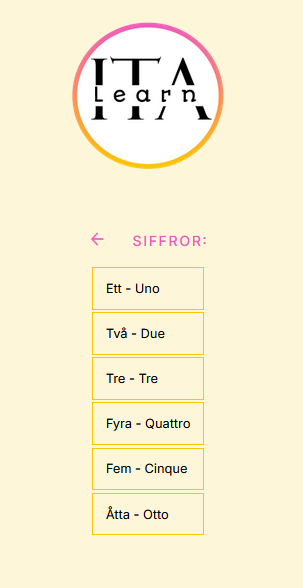 ITA
Learn
← SIFFROR:
Ett - Uno
Två - Due
Tre - Tre
Fyra - Quattro
Fem - Cinque
Åtta - Otto